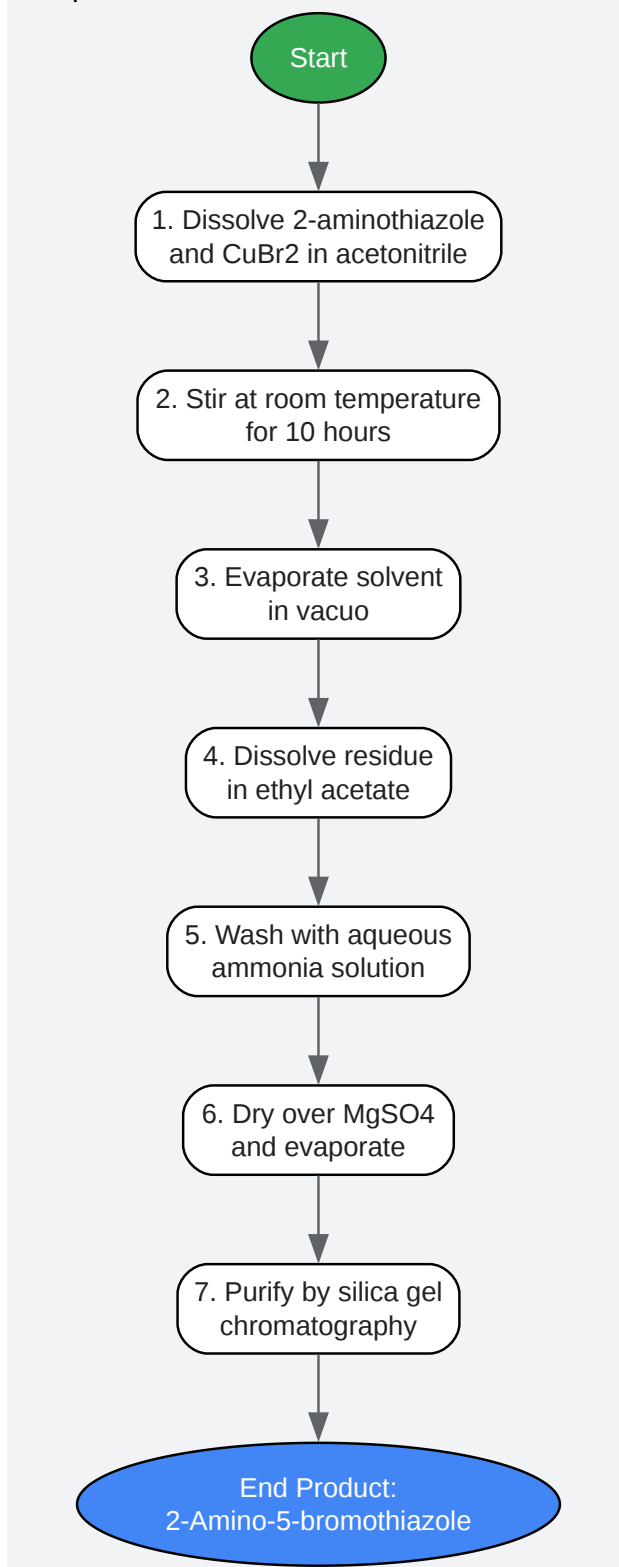 Start
1. Dissolve 2-aminothiazole
and CuBr2 in acetonitrile
2. Stir at room temperature
for 10 hours
3. Evaporate solvent
in vacuo
4. Dissolve residue
in ethyl acetate
5. Wash with aqueous
ammonia solution
6. Dry over MgSO4
and evaporate
7. Purify by silica gel
chromatography
End Product:
2-Amino-5-bromothiazole